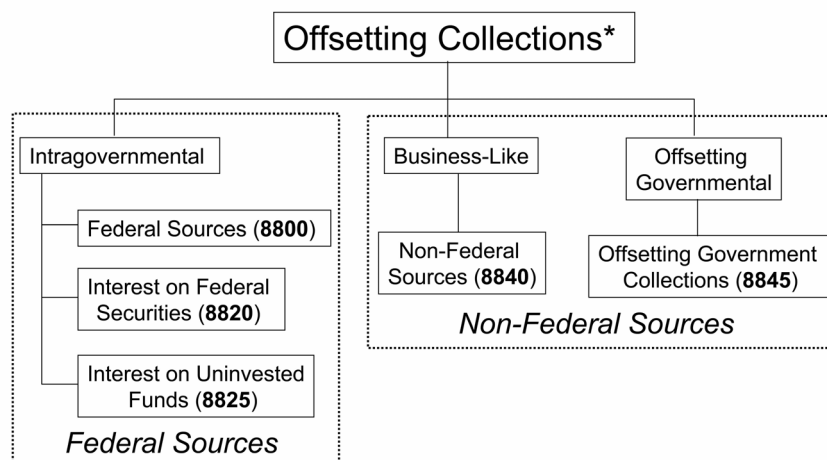 Offsetting Collections*
Intragovernmental
Federal Sources (8800)
Interest on Federal
Securities (8820)
Interest on Uninvested
Funds (8825)
Federal Sources
Business-Like
Non-Federal
Sources (8840)
Offsetting
Governmental
Offsetting Government
Collections (8845)
Non-Federal Sources